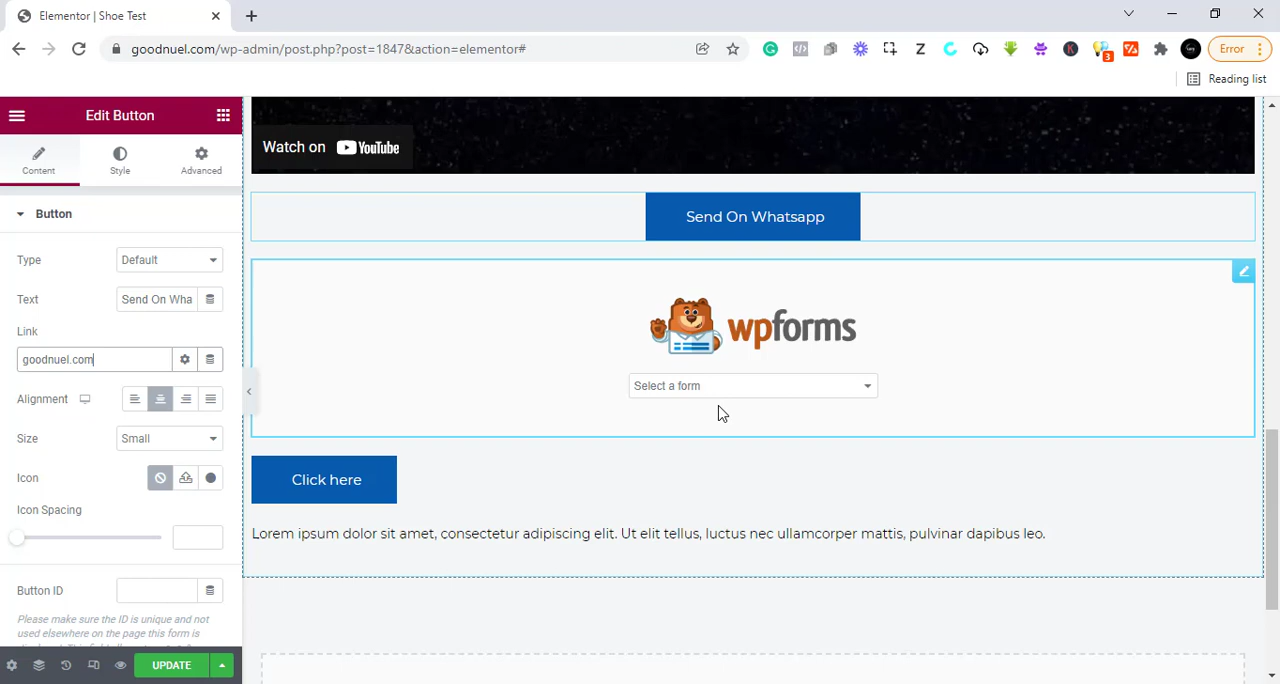 Elementor | Shoe Test
goodnuel.com/wp-admin/post.php?post=1847&action=elementor#
Z
K
3
Error
Reading list
Edit Button
Content
Style
Advanced
Button
Type
Default
Text
Send On Wha
Link
goodnuel.com
Alignment
Size
Small
Icon
Icon Spacing
Button ID
Please make sure the ID is unique and not
used elsewhere on the page this form is
UPDATE
Watch on YouTube
Send On Whatsapp
wpforms
Select a form
Click here
Lorem ipsum dolor sit amet, consectetur adipiscing elit. Ut elit tellus, luctus nec ullamcorper mattis, pulvinar dapibus leo.